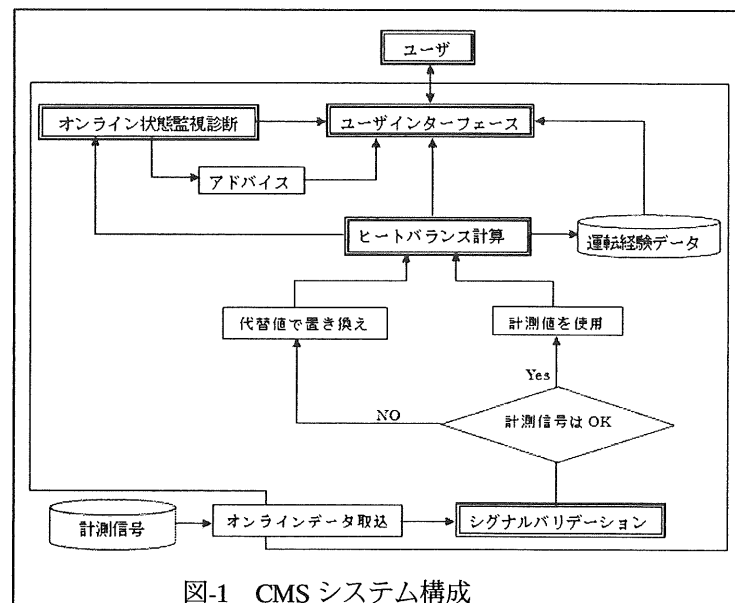 ユーザ
オンライン状態監視診断
ユーザインターフェース
アドバイス
ヒートバランス計算
運転経験データ
代替値で置き換え
計測値を使用
Yes
NO
計測信号は OK
計測信号
オンラインデータ取込
シグナルバリデーション
図-1 CMS システム構成